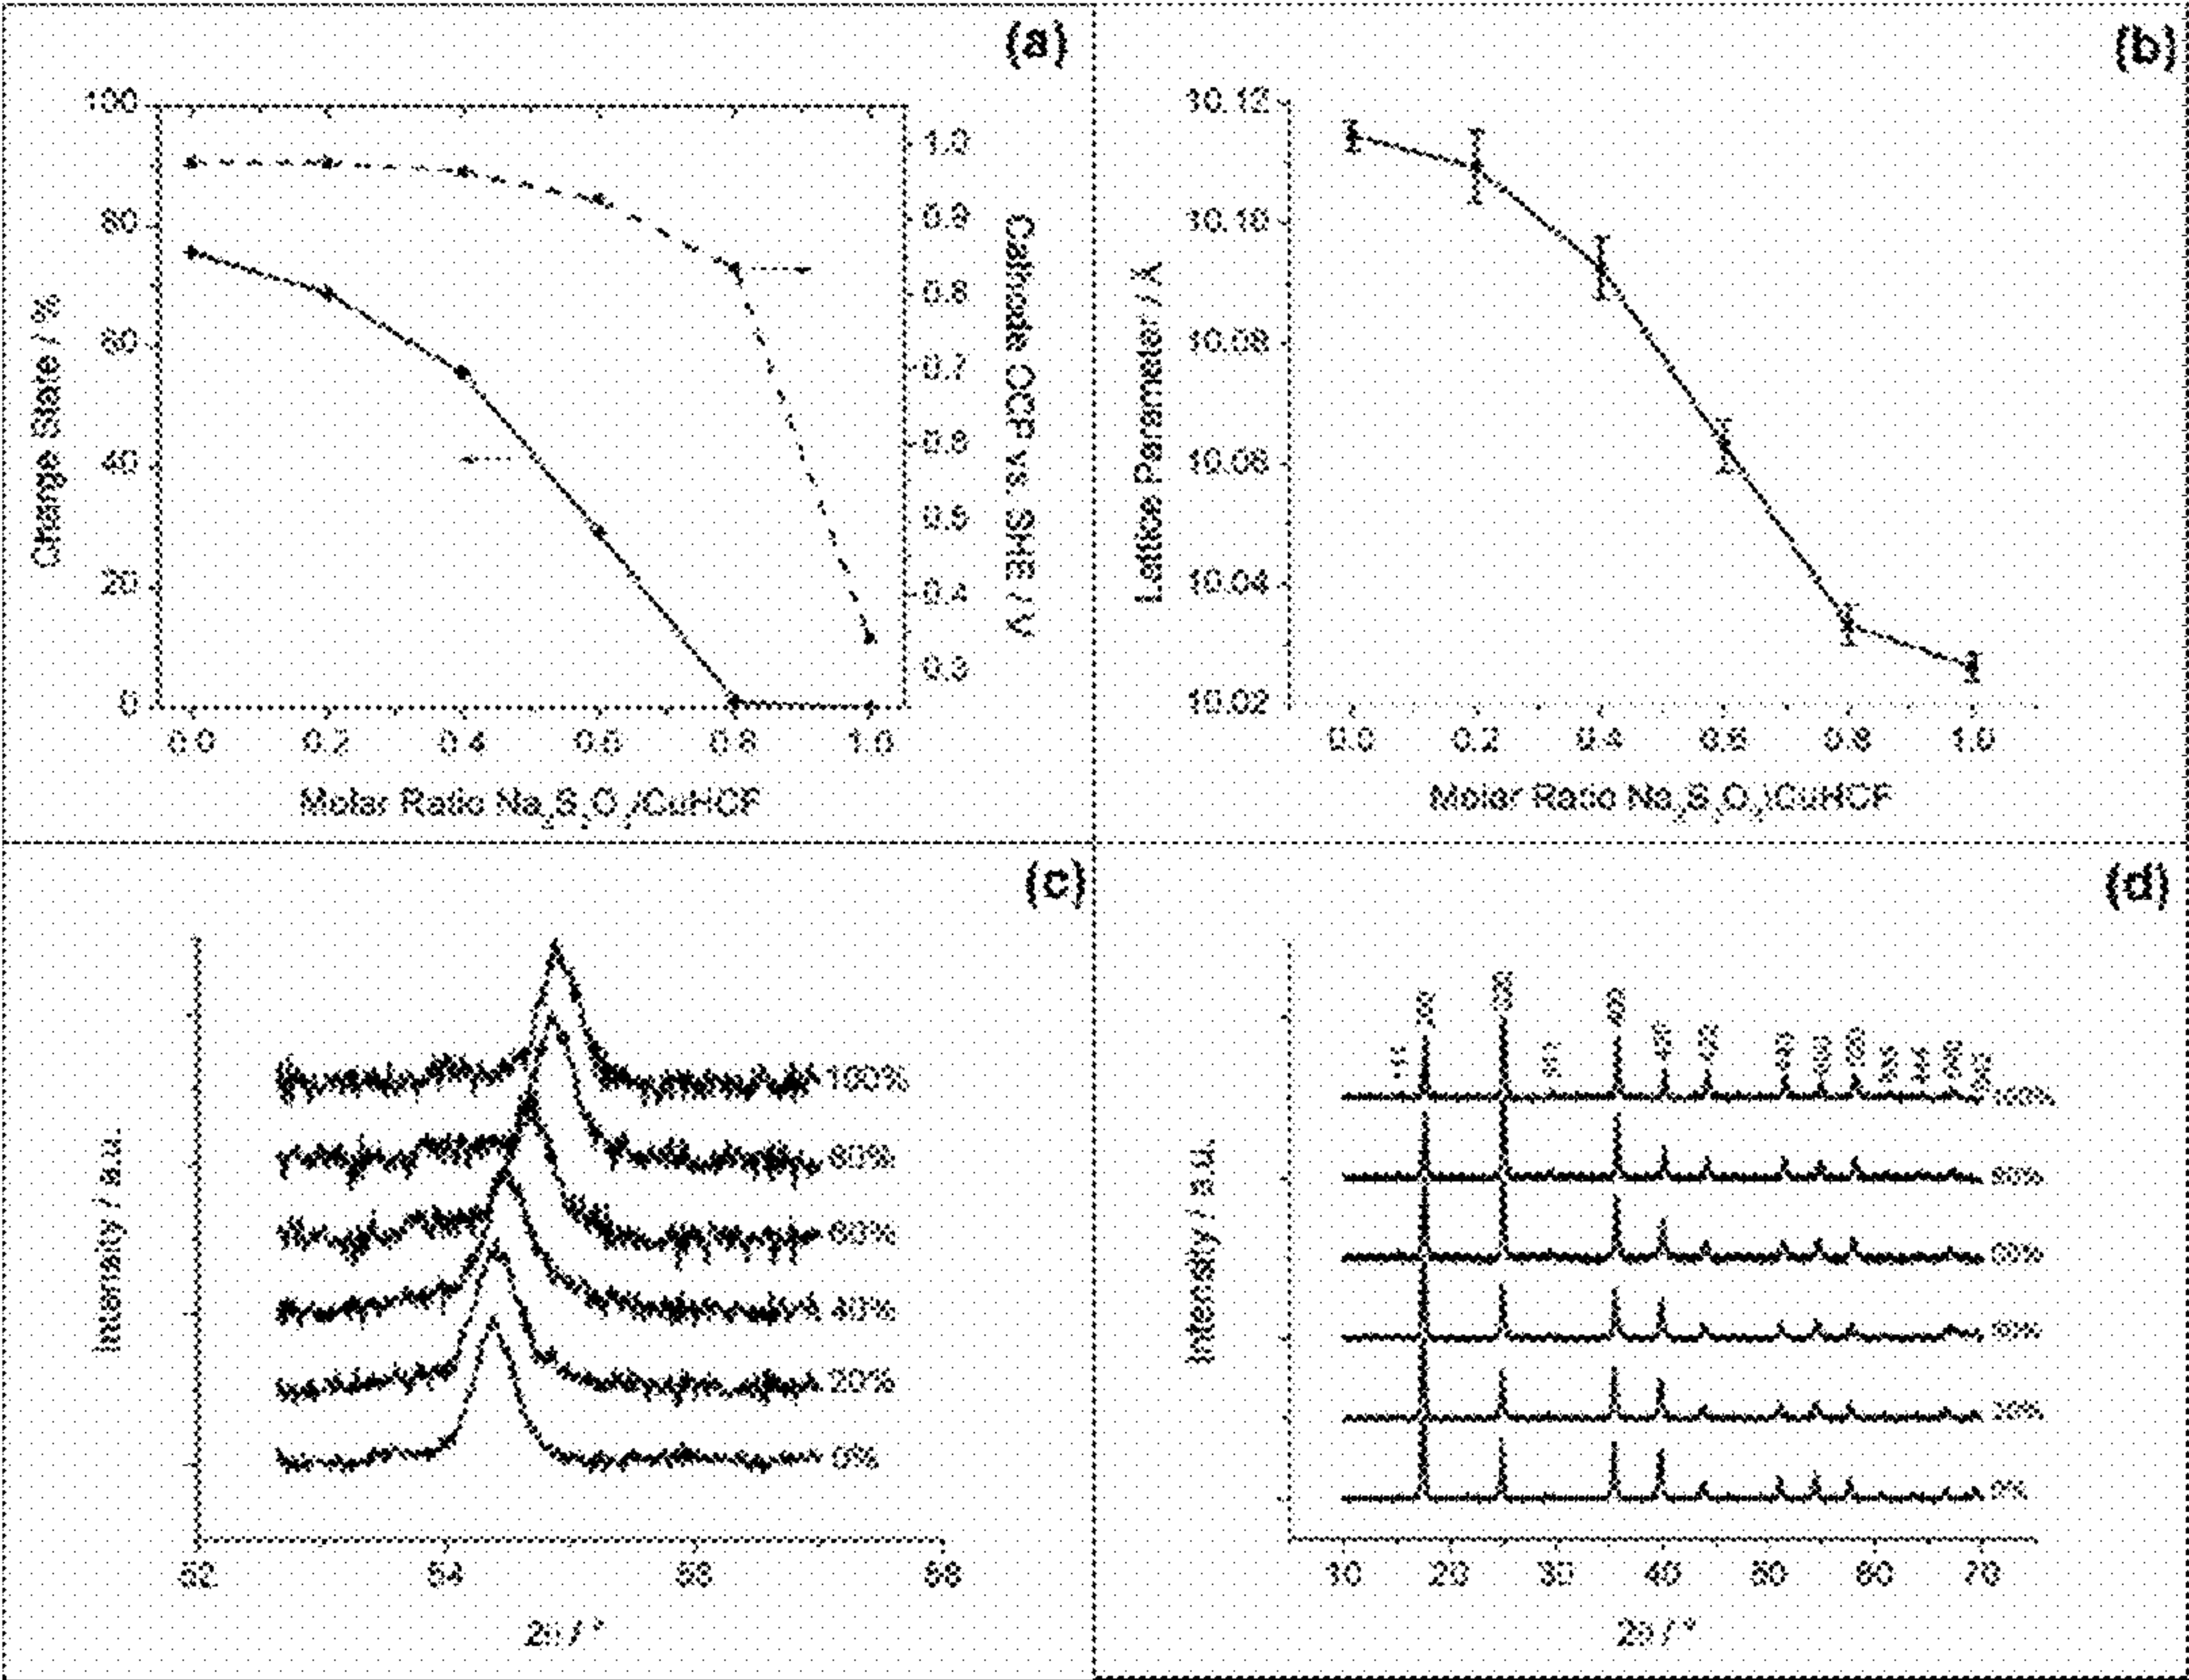 (a)
100
80
60
40
20
0
Charge State / %
1.0
0.9
0.8
0.7
0.6
0.5
0.4
0.3
Cathode OCP vs. SHE / V
0.0 0.2 0.4 0.6 0.8 1.0
Molar Ratio Na2S2O3/CuHCF
(b)
10.12
10.10
10.08
10.06
10.04
10.02
Lattice Parameter / Å
0.0 0.2 0.4 0.6 0.8 1.0
Molar Ratio Na2S2O3/CuHCF
(c)
100%
80%
60%
40%
20%
0%
Intensity / a.u.
52 54 56 58
2θ / °
(d)
100%
80%
60%
40%
20%
0%
Intensity / a.u.
10 20 30 40 50 60 70
2θ / °